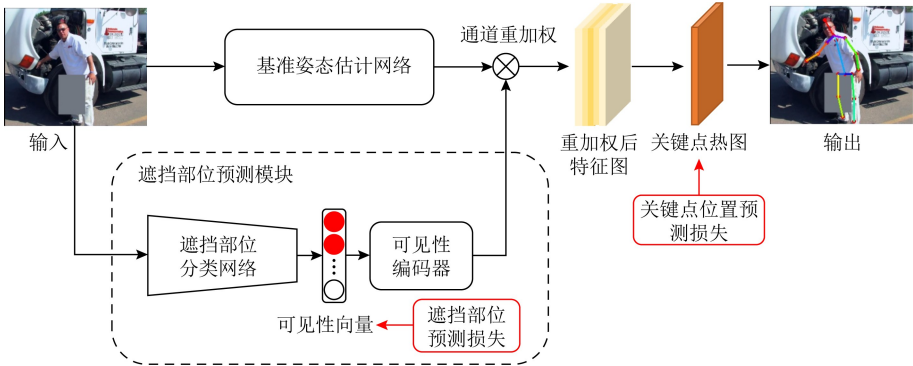 通道重加权
基准姿态估计网络
输入
重加权后
特征图
关键点热图
输出
遮挡部位预测模块
关键点位置预
测损失
遮挡部位
分类网络
可见性
编码器
可见性向量
遮挡部位
预测损失